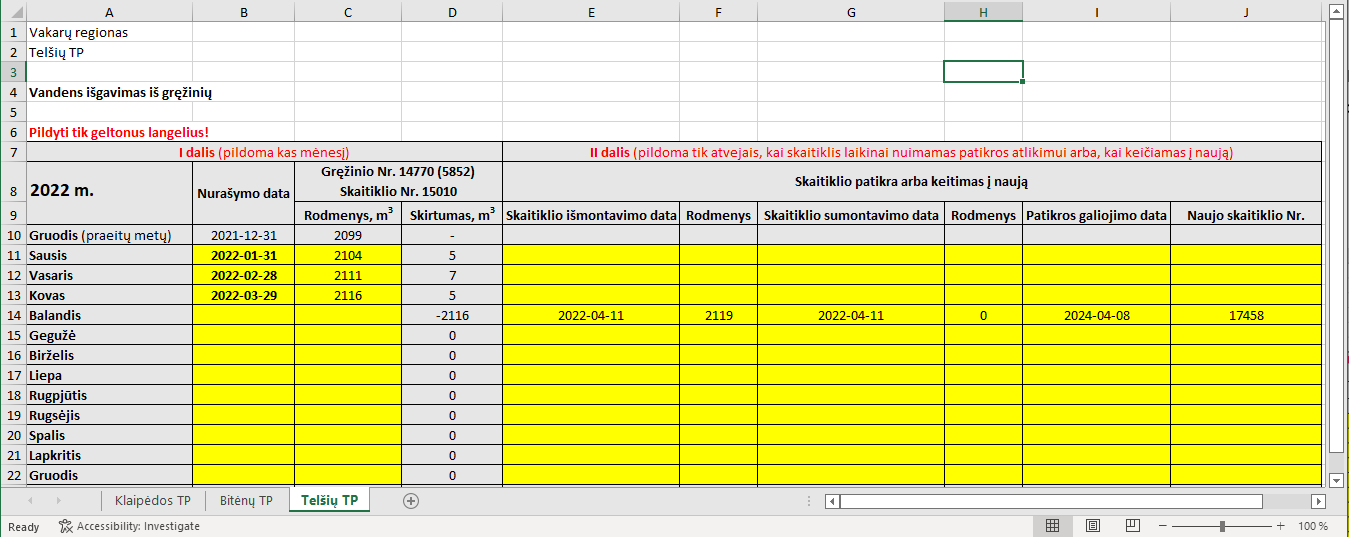 A B C D E F G H I J
1 Vakarų regionas
2 Telšių TP
3
4 Vandens išgavimas iš gręžinių
5
6 Pildyti tik geltonus langelius!
7 I dalis (pildoma kas mėnesį) II dalis (pildoma tik atvejais, kai skaitiklis laikinai nuimamas patikros atlikimui arba, kai keičiamas į naują)
8 2022 m. Nurašymo data Gręžinio Nr. 14770 (5852) Skaitiklio Nr. 15010 Skaitiklio patikra arba keitimas į naują
9 Rodmenys, m³ Skirtumas, m³ Skaitiklio išmontavimo data Rodmenys Skaitiklio sumontavimo data Rodmenys Patikros galiojimo data Naujo skaitiklio Nr.
10 Gruodis (praeitų metų) 2021-12-31 2099 -
11 Sausis 2022-01-31 2104 5
12 Vasaris 2022-02-28 2111 7
13 Kovas 2022-03-29 2116 5
14 Balandis -2116 2022-04-11 2119 2022-04-11 0 2024-04-08 17458
15 Gegužė 0
16 Birželis 0
17 Liepa 0
18 Rugpjūtis 0
19 Rugsėjis 0
20 Spalis 0
21 Lapkritis 0
22 Gruodis 0
Klaipėdos TP Bitėnų TP Telšių TP
Ready Accessibility: Investigate 100 %